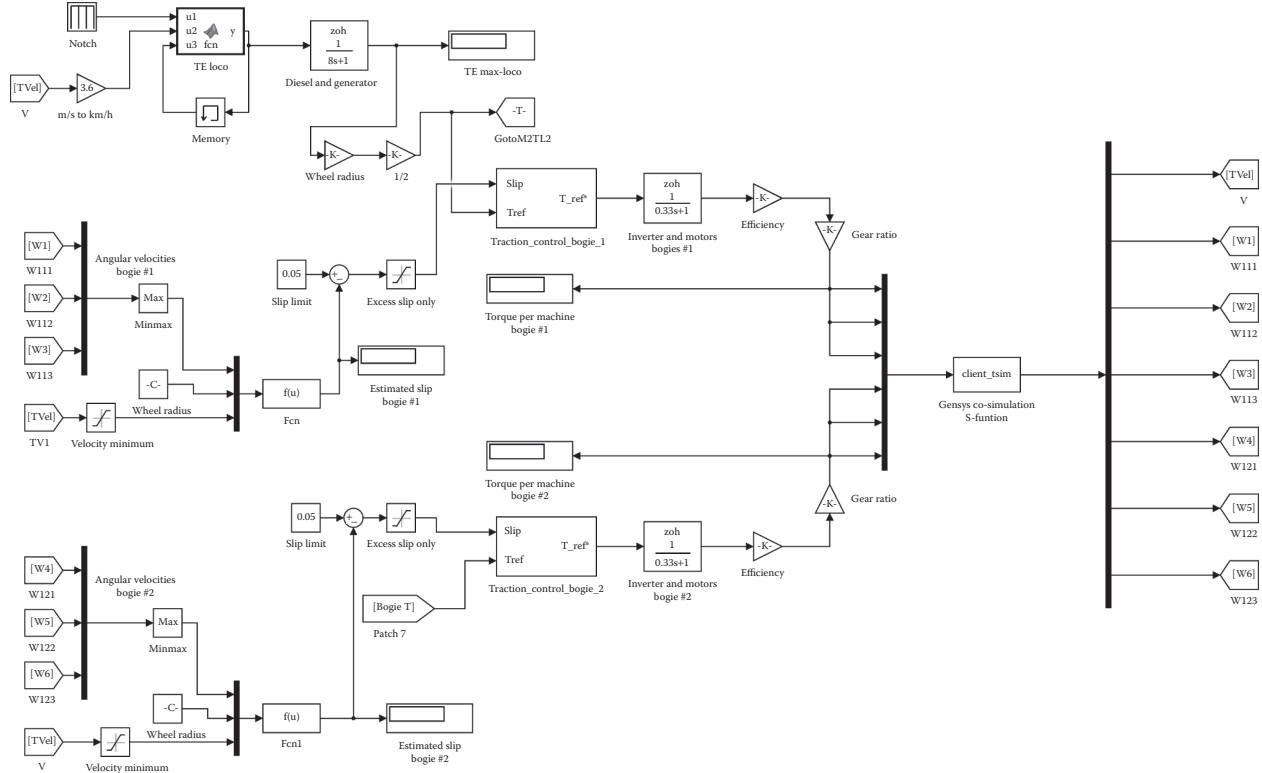 Notch
u1
u2
u3
fcn
y
TE loco
zoh
1
8s+1
Diesel and generator
TE max-loco
[TVel]
V
3.6
m/s to km/h
Memory
-T-
GotoM2TL2
-K-
Wheel radius
-K-
1/2
Slip
Tref
T_ref*
Traction_control_bogie_1
zoh
1
0.33s+1
Inverter and motors
bogies #1
-K-
Efficiency
-K-
Gear ratio
[W1]
W111
[W2]
W112
[W3]
W113
Angular velocities
bogie #1
Max
Minmax
-C-
Wheel radius
[TVel]
TV1
Velocity minimum
f(u)
Fcn
0.05
Slip limit
+
−
Excess slip only
Estimated slip
bogie #1
Torque per machine
bogie #1
Torque per machine
bogie #2
client_tsim
Gensys co-simulation
S-funtion
[TVel]
V
[W1]
W111
[W2]
W112
[W3]
W113
[W4]
W121
[W5]
W122
[W6]
W123
-K-
Gear ratio
0.05
Slip limit
+
−
Excess slip only
Slip
Tref
T_ref*
Traction_control_bogie_2
zoh
1
0.33s+1
Inverter and motors
bogie #2
-K-
Efficiency
[Bogie T]
Patch 7
[W4]
W121
[W5]
W122
[W6]
W123
Angular velocities
bogie #2
Max
Minmax
-C-
Wheel radius
[TVel]
V
Velocity minimum
f(u)
Fcn1
Estimated slip
bogie #2